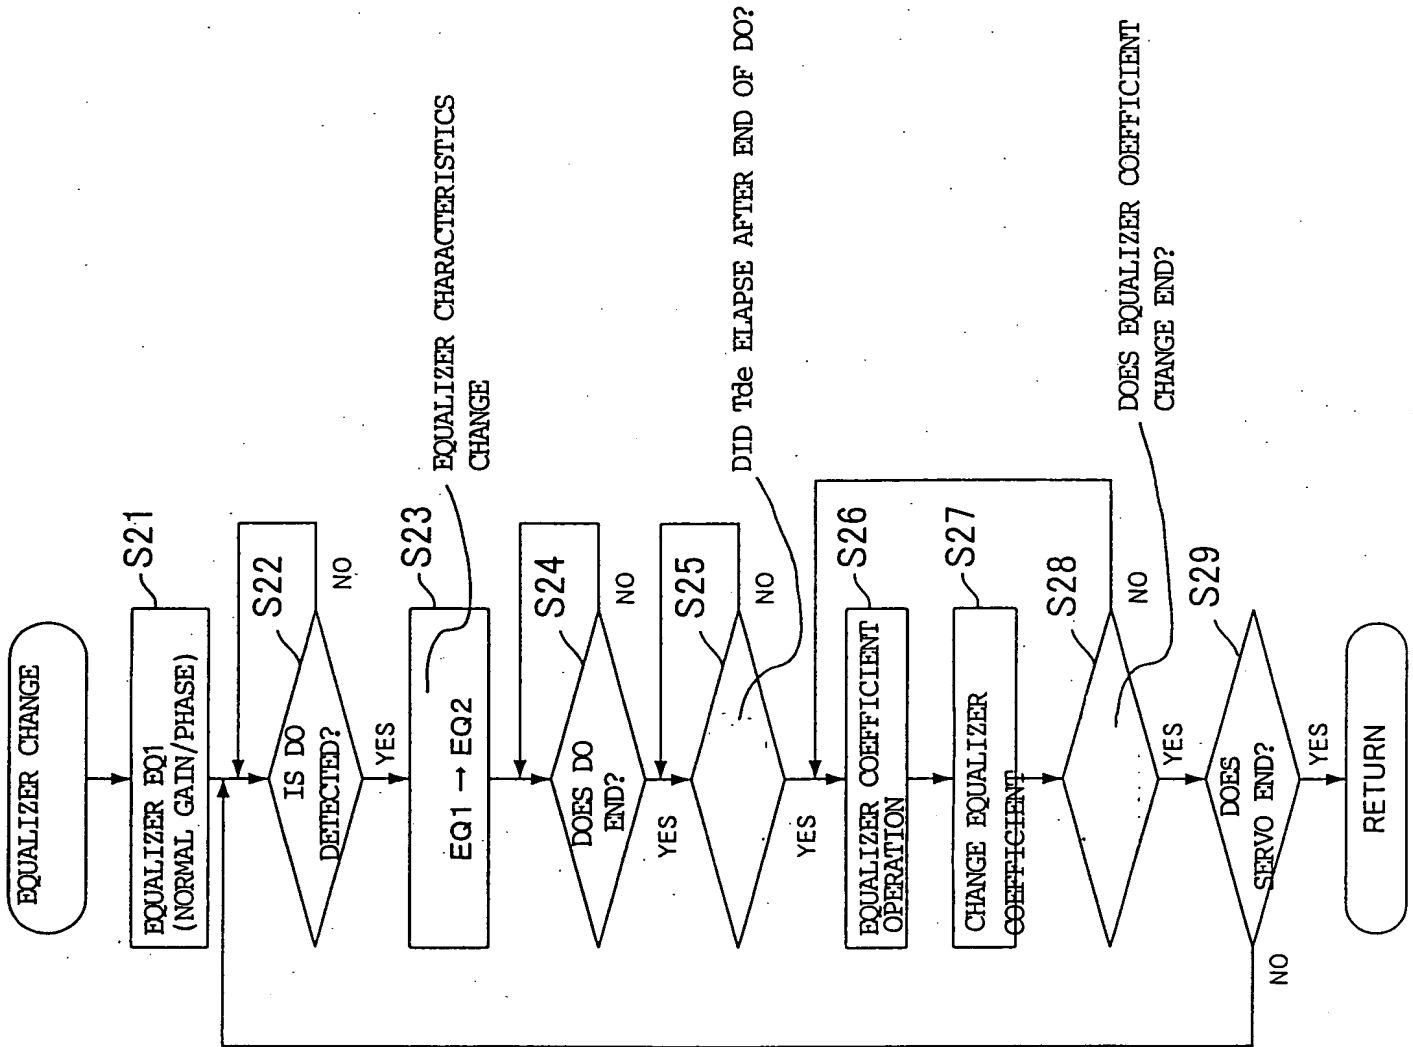 EQUALIZER CHANGE
S21
EQUALIZER EQ1
(NORMAL GAIN/PHASE)
S22
IS DO
DETECTED?
NO
YES
S23
EQ1 → EQ2
EQUALIZER CHARACTERISTICS
CHANGE
S24
DOES DO
END?
NO
YES
S25
NO
DID Tde ELAPSE AFTER END OF DO?
YES
S26
EQUALIZER COEFFICIENT
OPERATION
S27
CHANGE EQUALIZER
COEFFICIENT
S28
NO
DOES EQUALIZER COEFFICIENT
CHANGE END?
YES
S29
DOES
SERVO END?
NO
YES
RETURN